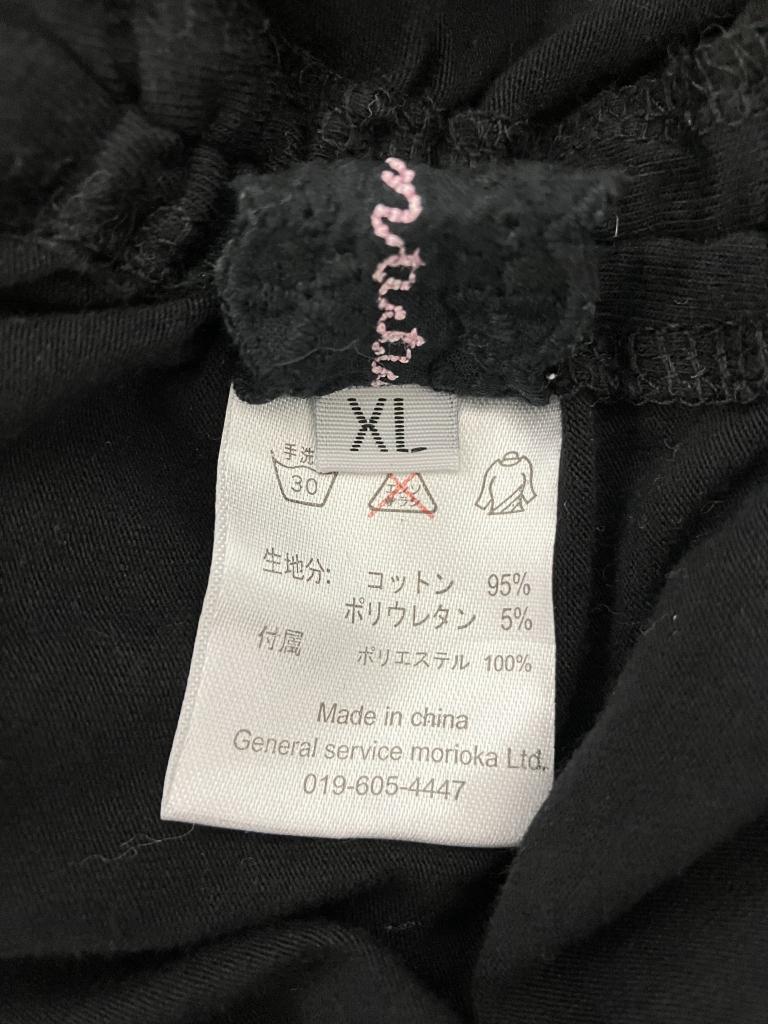 XL
手洗
30
生地分: コットン 95%
ポリウレタン 5%
付属 ポリエステル 100%
Made in china
General service morioka Ltd.
019-605-4447